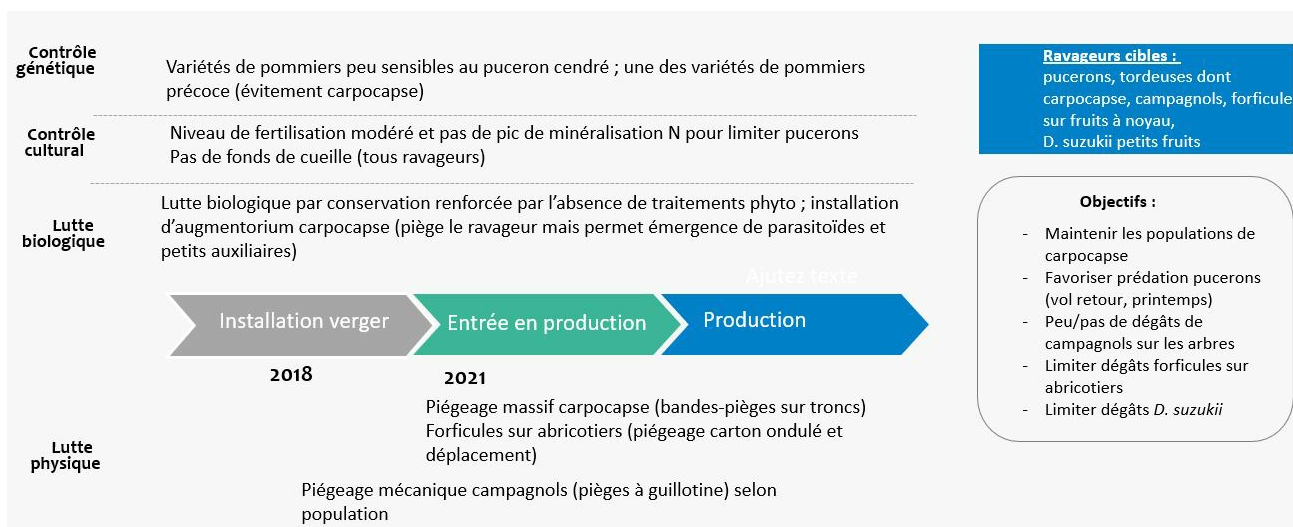 Contrôle
génétique
Variétés de pommiers peu sensibles au puceron cendré ; une des variétés de pommiers
précoce (évitement carpocapse)
Contrôle
cultural
Niveau de fertilisation modéré et pas de pic de minéralisation N pour limiter pucerons
Pas de fonds de cueille (tous ravageurs)
Lutte
biologique
Lutte biologique par conservation renforcée par l’absence de traitements phyto ; installation
d’augmentorium carpocapse (piège le ravageur mais permet émergence de parasitoïdes et
petits auxiliaires)
Ajutez texte
Installation verger
Entrée en production
Production
2018
2021
Lutte
physique
Piégeage massif carpocapse (bandes-pièges sur troncs)
Forficules sur abricotiers (piégeage carton ondulé et
déplacement)
Piégeage mécanique campagnols (pièges à guillotine) selon
population
Ravageurs cibles :
pucerons, tordeuses dont
carpocapse, campagnols, forficule
sur fruits à noyau,
D. suzukii petits fruits
Objectifs :
- Maintenir les populations de
carpocapse
- Favoriser prédation pucerons
(vol retour, printemps)
- Peu/pas de dégâts de
campagnols sur les arbres
- Limiter dégâts forficules sur
abricotiers
- Limiter dégâts D. suzukii